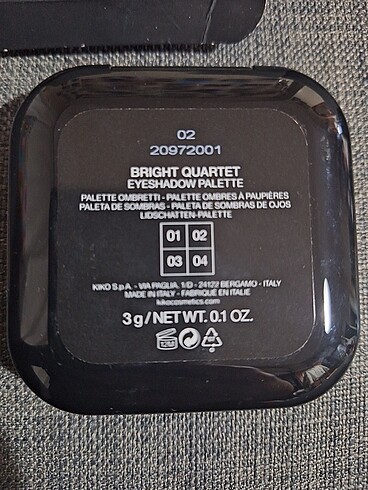 02
20972001
BRIGHT QUARTET
EYESHADOW PALETTE
PALETTE OMBRETTI - PALETTE OMBRES À PAUPIÈRES
PALETA DE SOMBRAS - PALETA DE SOMBRAS DE OJOS
LIDSCHATTEN-PALETTE
01 02
03 04
KIKO S.p.A. - VIA PAGLIA, 1/D - 24122 BERGAMO - ITALY
MADE IN ITALY - FABRIQUÉ EN ITALIE
kikocosmetics.com
3 g / NET WT. 0.1 OZ.
12M